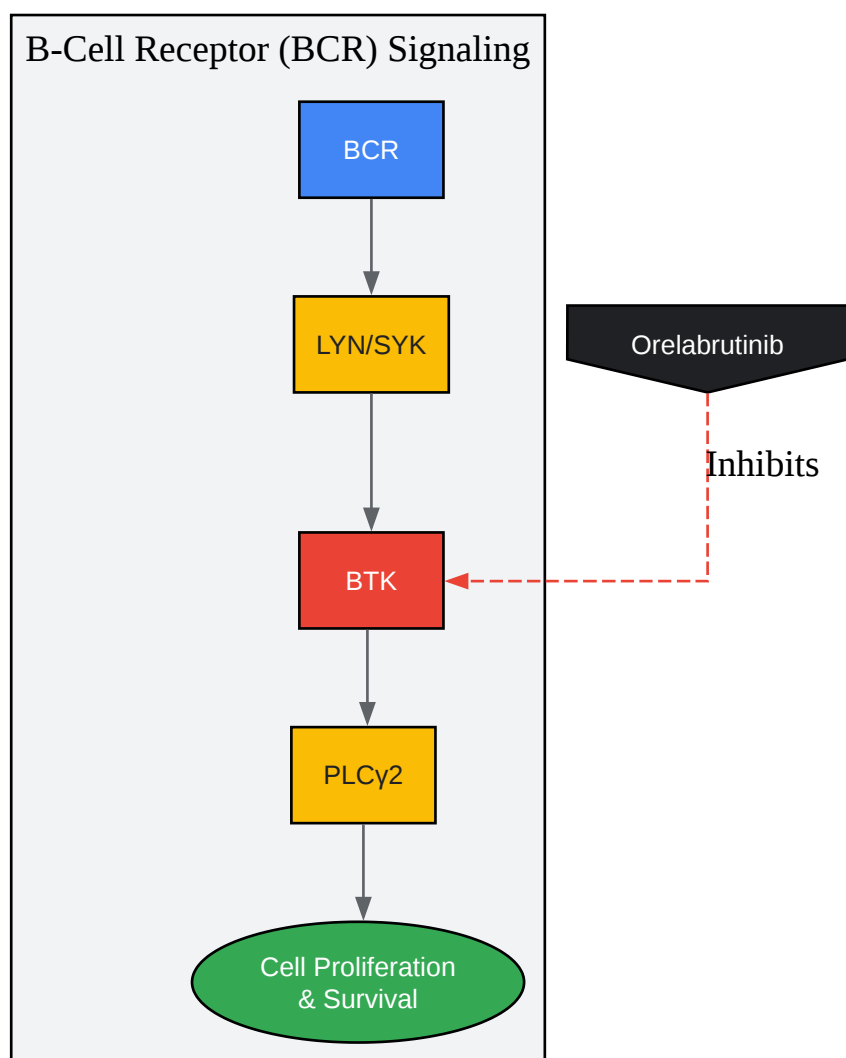 B-Cell Receptor (BCR) Signaling
BCR
LYN/SYK
Orelabrutinib
Inhibits
BTK
PLCγ2
Cell Proliferation
& Survival